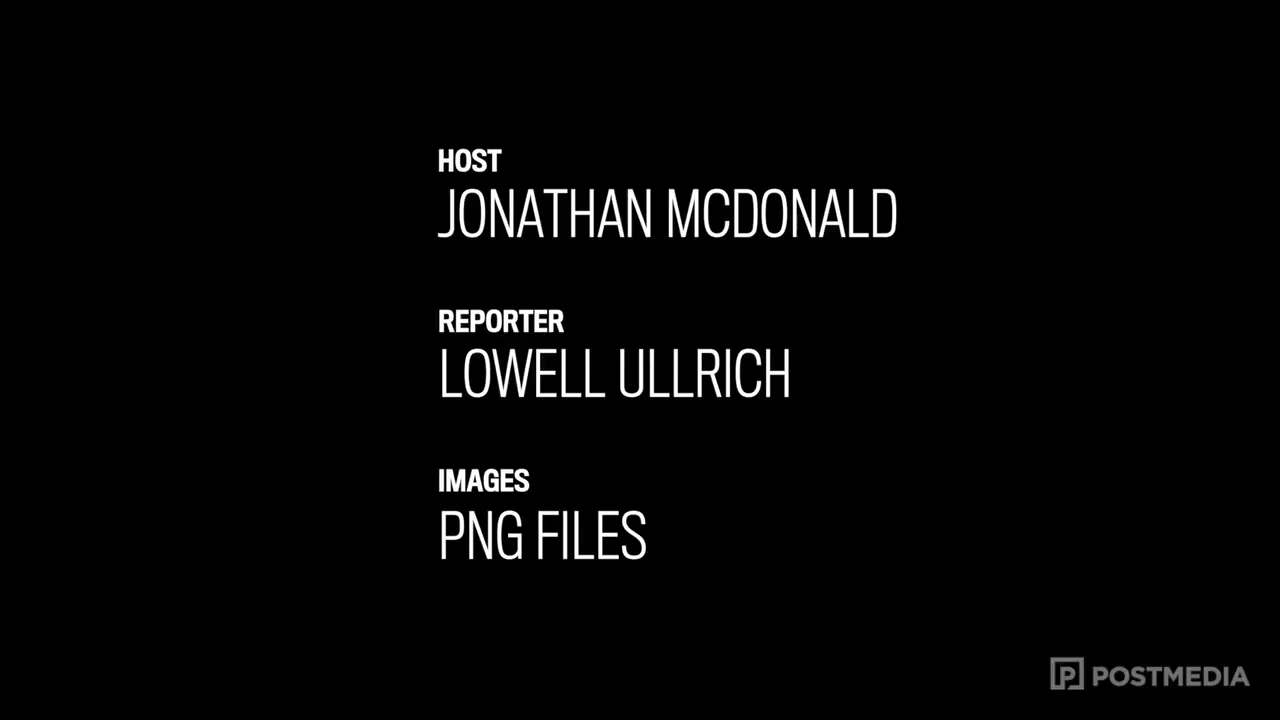 HOST
JONATHAN MCDONALD
REPORTER
LOWELL ULLRICH
IMAGES
PNG FILES
P POSTMEDIA